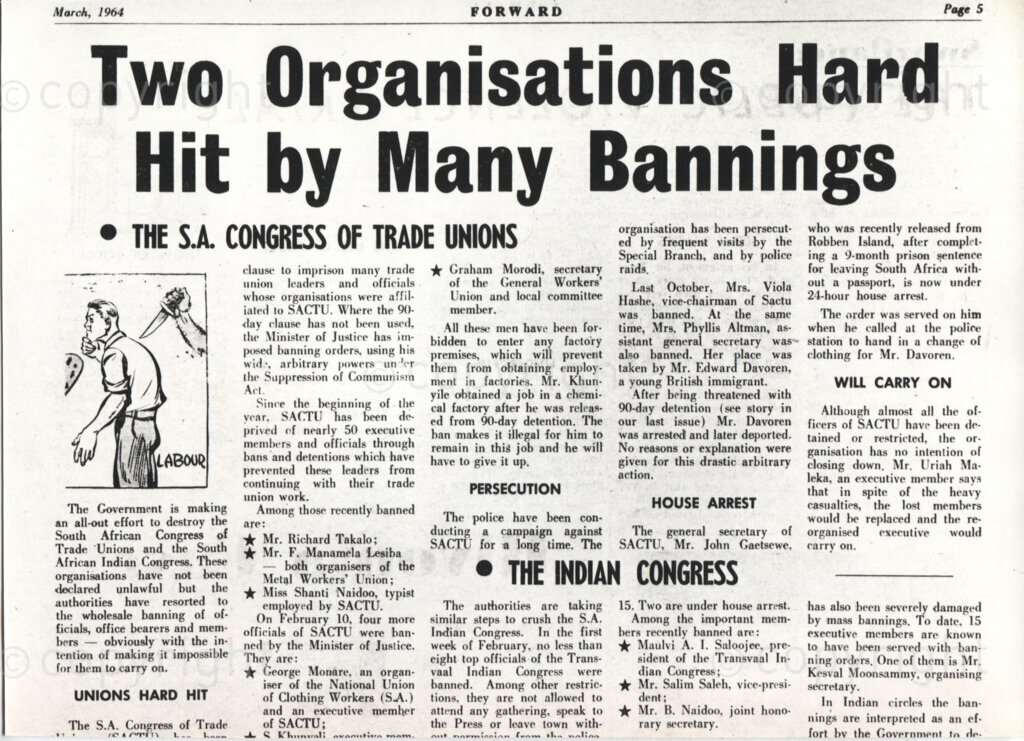 March, 1964
FORWARD
Page 5
Two Organisations Hard
Hit by Many Bannings
● THE S.A. CONGRESS OF TRADE UNIONS
LABOUR
The Government is making
an all-out effort to destroy the
South African Congress of
Trade Unions and the South
African Indian Congress. These
organisations have not been
declared unlawful but the
authorities have resorted to
the wholesale banning of of-
ficials, office bearers and mem-
bers — obviously with the in-
tention of making it impossible
for them to carry on.
UNIONS HARD HIT
The S.A. Congress of Trade
clause to imprison many trade
union leaders and officials
whose organisations were affil-
iated to SACTU. Where the 90-
day clause has not been used,
the Minister of Justice has im-
posed banning orders, using his
wide, arbitrary powers under
the Suppression of Communism
Act.
Since the beginning of the
year, SACTU has been de-
prived of nearly 50 executive
members and officials through
bans and detentions which have
prevented these leaders from
continuing with their trade
union work.
Among those recently banned
are:
★ Mr. Richard Takalo;
★ Mr. F. Manamela Lesiba
— both organisers of the
Metal Workers' Union;
★ Miss Shanti Naidoo, typist
employed by SACTU.
On February 10, four more
officials of SACTU were ban-
ned by the Minister of Justice.
They are:
★ George Monare, an organ-
iser of the National Union
of Clothing Workers (S.A.)
and an executive member
of SACTU;
★ Graham Morodi, secretary
of the General Workers'
Union and local committee
member.
All these men have been for-
bidden to enter any factory
premises, which will prevent
them from obtaining employ-
ment in factories. Mr. Khun-
yile obtained a job in a chemi-
cal factory after he was releas-
ed from 90-day detention. The
ban makes it illegal for him to
remain in this job and he will
have to give it up.
PERSECUTION
The police have been con-
ducting a campaign against
SACTU for a long time. The
organisation has been persecut-
ed by frequent visits by the
Special Branch, and by police
raids.
Last October, Mrs. Viola
Hashe, vice-chairman of Sactu
was banned. At the same
time, Mrs. Phyllis Altman, as-
sistant general secretary was
also banned. Her place was
taken by Mr. Edward Davoren,
a young British immigrant.
After being threatened with
90-day detention (see story in
our last issue) Mr. Davoren
was arrested and later deported.
No reasons or explanation were
given for this drastic arbitrary
action.
HOUSE ARREST
The general secretary of
SACTU, Mr. John Gaetsewe,
who was recently released from
Robben Island, after complet-
ing a 9-month prison sentence
for leaving South Africa with-
out a passport, is now under
24-hour house arrest.
The order was served on him
when he called at the police
station to hand in a change of
clothing for Mr. Davoren.
WILL CARRY ON
Although almost all the of-
ficers of SACTU have been de-
tained or restricted, the or-
ganisation has no intention of
closing down. Mr. Uriah Ma-
leka, an executive member says
that in spite of the heavy
casualties, the lost members
would be replaced and the re-
organised executive would
carry on.
● THE INDIAN CONGRESS
The authorities are taking
similar steps to crush the S.A.
Indian Congress. In the first
week of February, no less than
eight top officials of the Trans-
vaal Indian Congress were
banned. Among other restric-
tions, they are not allowed to
attend any gathering, speak to
the Press or leave town with-
out permission from the police.
15. Two are under house arrest.
Among the important mem-
bers recently banned are:
★ Maulvi A. I. Saloojee, pre-
sident of the Transvaal In-
dian Congress;
★ Mr. Salim Saleh, vice-presi-
dent;
★ Mr. B. Naidoo, joint hono-
rary secretary.
has also been severely damaged
by mass bannings. To date, 15
executive members are known
to have been served with ban-
ning orders. One of them is Mr.
Kesval Moonsammy, organising
secretary.
In Indian circles the ban-
nings are interpreted as an ef-
fort by the Government to de-
© copyright
© copyright
© copyright
© copyright
© copyright